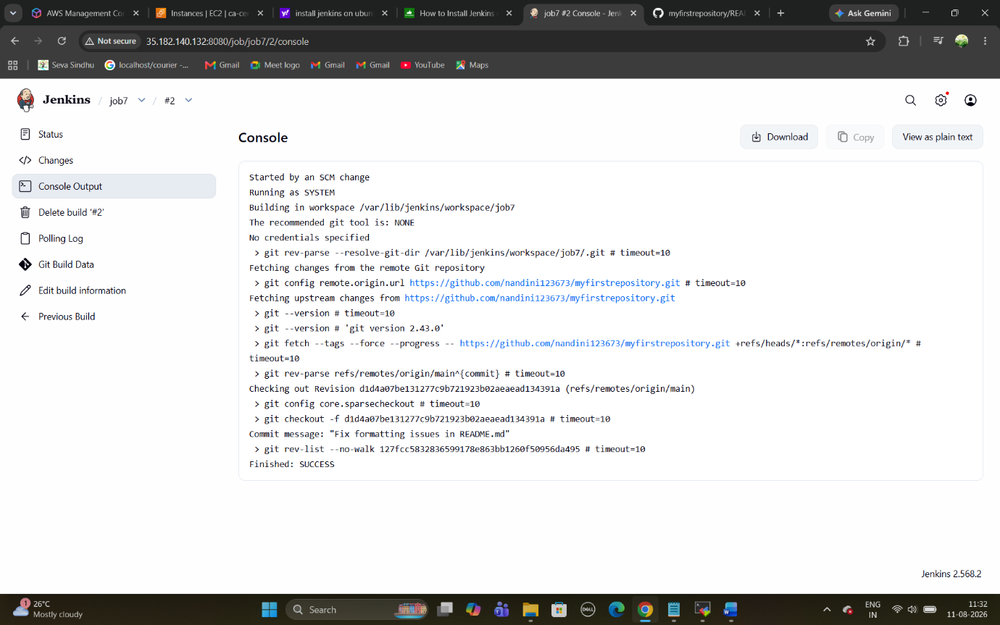 AWS Management Co
Instances | EC2 | ca-ce
install jenkins on ubun
How to Install Jenkins
job7 #2 Console - Jenk
myfirstrepository/REA
Ask Gemini
Not secure
35.182.140.132:8080/job/job7/2/console
Seva Sindhu
localhost/courier -...
Gmail
Meet logo
Gmail
Gmail
YouTube
Maps
Jenkins / job7 / #2
Status
Changes
Console Output
Delete build ‘#2’
Polling Log
Git Build Data
Edit build information
Previous Build
Console
Download
Copy
View as plain text
Started by an SCM change
Running as SYSTEM
Building in workspace /var/lib/jenkins/workspace/job7
The recommended git tool is: NONE
No credentials specified
> git rev-parse --resolve-git-dir /var/lib/jenkins/workspace/job7/.git # timeout=10
Fetching changes from the remote Git repository
> git config remote.origin.url https://github.com/nandini123673/myfirstrepository.git # timeout=10
Fetching upstream changes from https://github.com/nandini123673/myfirstrepository.git
> git --version # timeout=10
> git --version # 'git version 2.43.0'
> git fetch --tags --force --progress -- https://github.com/nandini123673/myfirstrepository.git +refs/heads/*:refs/remotes/origin/* #
timeout=10
> git rev-parse refs/remotes/origin/main^{commit} # timeout=10
Checking out Revision d1d4a07be131277c9b721923b02aeaead134391a (refs/remotes/origin/main)
> git config core.sparsecheckout # timeout=10
> git checkout -f d1d4a07be131277c9b721923b02aeaead134391a # timeout=10
Commit message: "Fix formatting issues in README.md"
> git rev-list --no-walk 127fcc5832836599178e863bb1260f50956da495 # timeout=10
Finished: SUCCESS
Jenkins 2.568.2
1
26°C
Mostly cloudy
Search
DELL
ENG
IN
11:32
11-08-2026